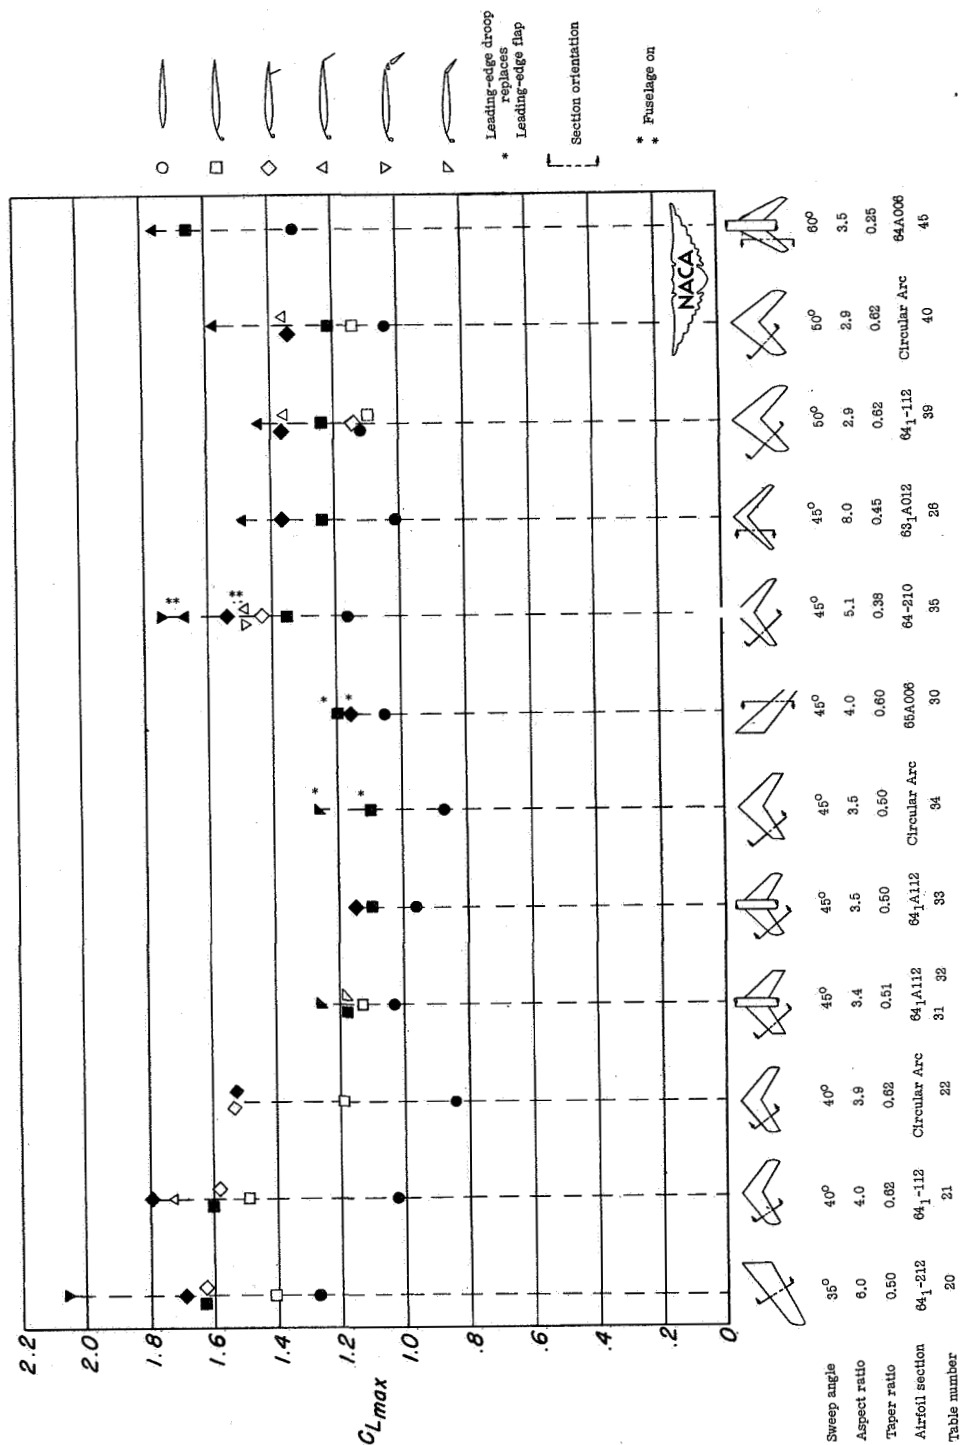 2.2
2.0
1.8
1.6
1.4
1.2
1.0
.8
.6
.4
.2
0
CLmax
NACA
Leading-edge droop
replaces
* Leading-edge flap
Section orientation
* * Fuselage on
Sweep angle 35° 40° 40° 45° 45° 45° 45° 45° 45° 50° 50° 60°
Aspect ratio 6.0 4.0 3.9 3.4 3.5 3.5 4.0 5.1 8.0 2.9 2.9 3.5
Taper ratio 0.50 0.62 0.62 0.51 0.50 0.50 0.60 0.38 0.45 0.62 0.62 0.25
Airfoil section 64₁-212 64₁-112 Circular Arc 64₁A112 64₁A112 Circular Arc 65A006 64-210 63₁A012 64₁-112 Circular Arc 64A006
Table number 20 21 22 31 32 33 34 30 35 26 39 40 45